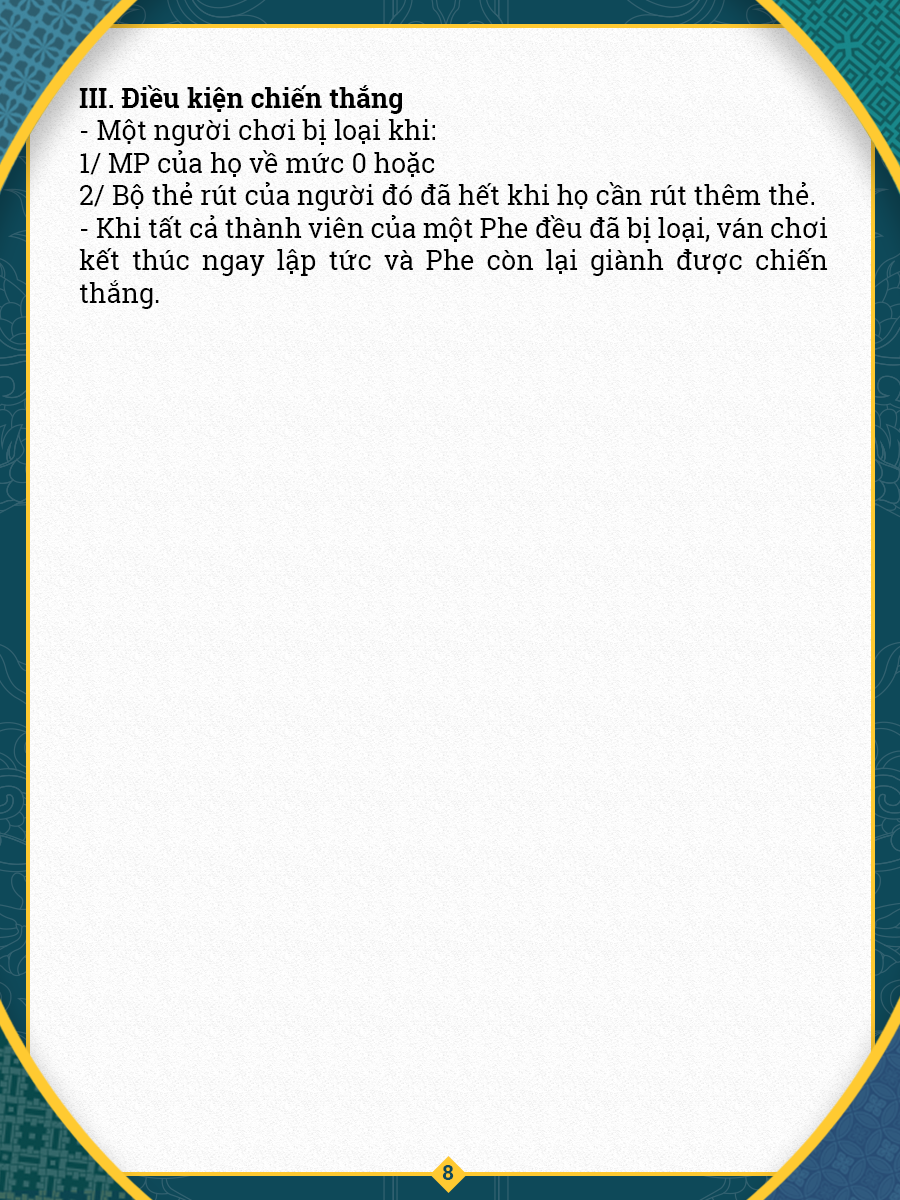 III. Điều kiện chiến thắng
- Một người chơi bị loại khi:
1/ MP của họ về mức 0 hoặc
2/ Bộ thẻ rút của người đó đã hết khi họ cần rút thêm thẻ.
- Khi tất cả thành viên của một Phe đều đã bị loại, ván chơi
kết thúc ngay lập tức và Phe còn lại giành được chiến
thắng.
8